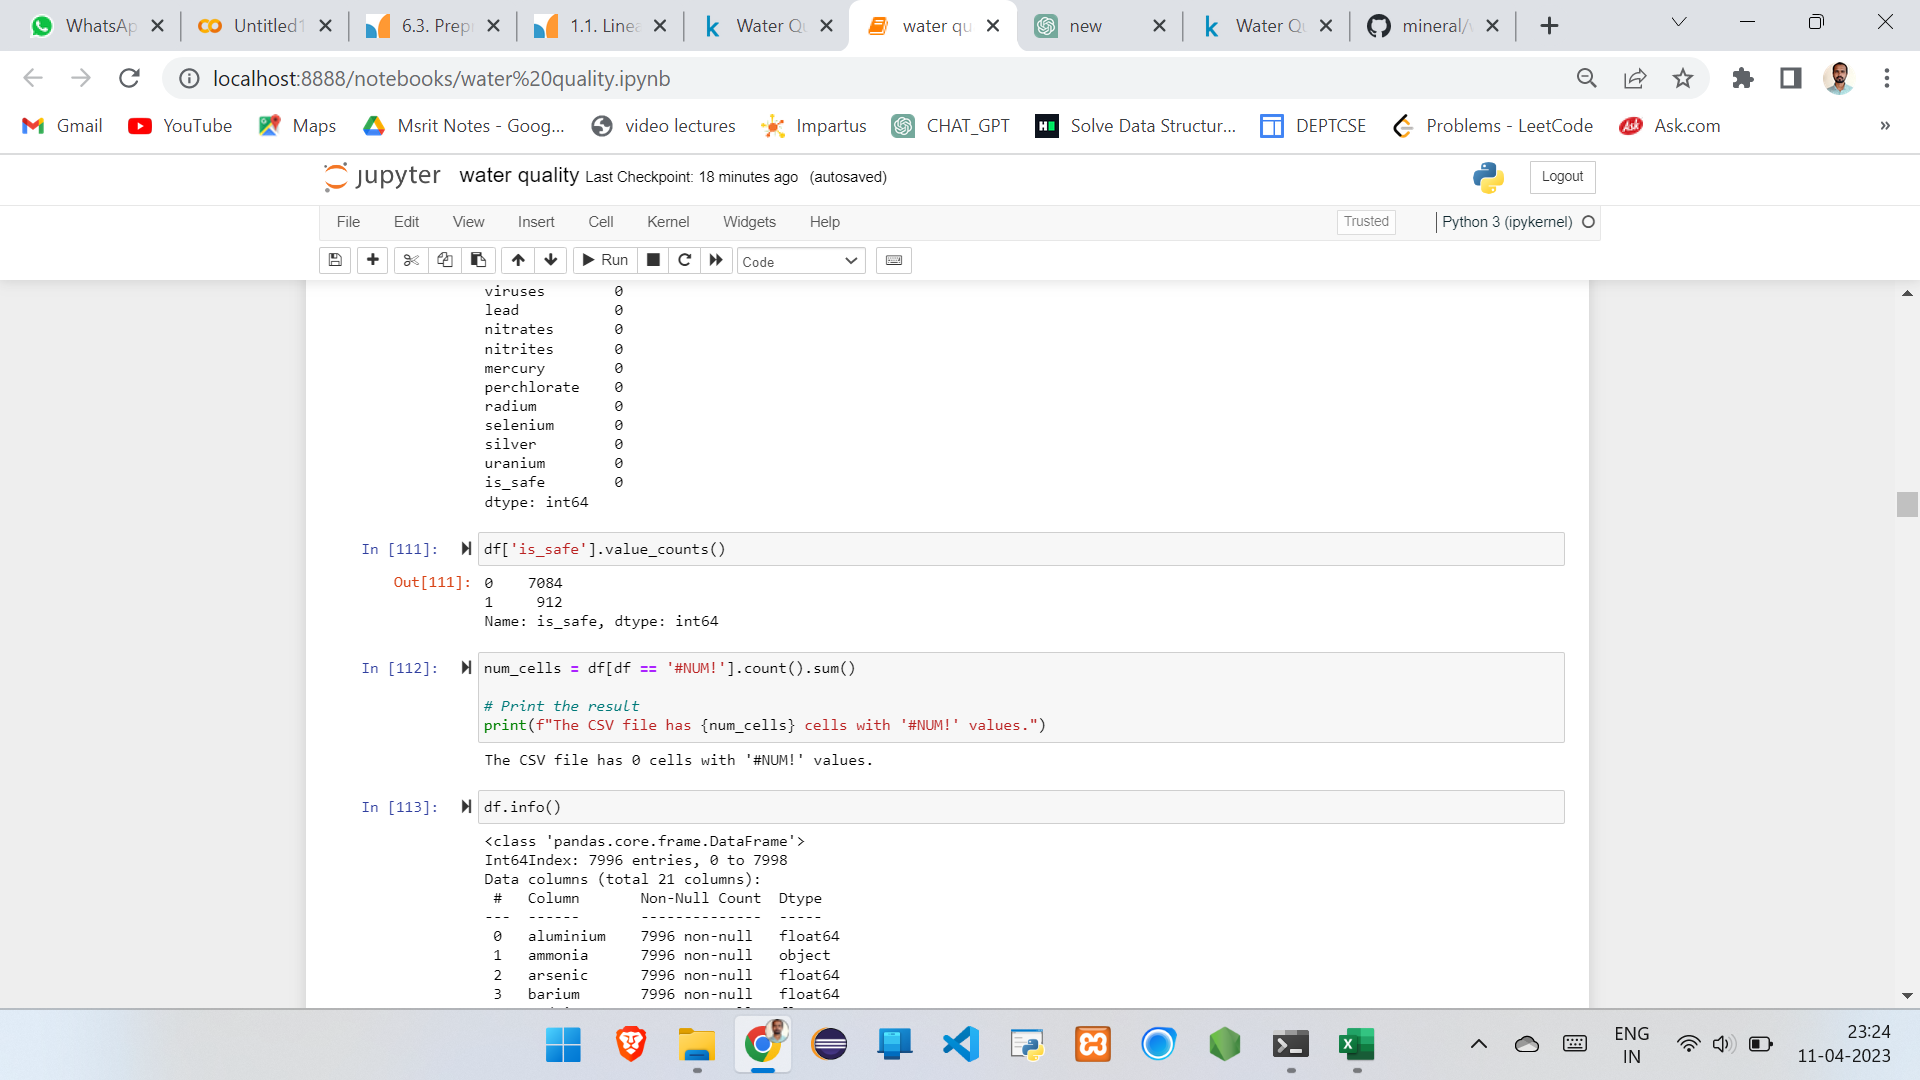 WhatsAp
Untitled1
6.3. Prepr
1.1. Linea
Water Qu
water qu
new
Water Qu
mineral/
localhost:8888/notebooks/water%20quality.ipynb
Gmail
YouTube
Maps
Msrit Notes - Goog...
video lectures
Impartus
CHAT_GPT
Solve Data Structur...
DEPTCSE
Problems - LeetCode
Ask.com
»
jupyter water quality Last Checkpoint: 18 minutes ago (autosaved)
Logout
File Edit View Insert Cell Kernel Widgets Help
Trusted
Python 3 (ipykernel)
Run
Code
viruses 0
lead 0
nitrates 0
nitrites 0
mercury 0
perchlorate 0
radium 0
selenium 0
silver 0
uranium 0
is_safe 0
dtype: int64
In [111]: df['is_safe'].value_counts()
Out[111]: 0 7084
1 912
Name: is_safe, dtype: int64
In [112]: num_cells = df[df == '#NUM!'].count().sum()
# Print the result
print(f"The CSV file has {num_cells} cells with '#NUM!' values.")
The CSV file has 0 cells with '#NUM!' values.
In [113]: df.info()
<class 'pandas.core.frame.DataFrame'>
Int64Index: 7996 entries, 0 to 7998
Data columns (total 21 columns):
# Column Non-Null Count Dtype
--- ------ -------------- -----
0 aluminium 7996 non-null float64
1 ammonia 7996 non-null object
2 arsenic 7996 non-null float64
3 barium 7996 non-null float64
ENG
IN
23:24
11-04-2023